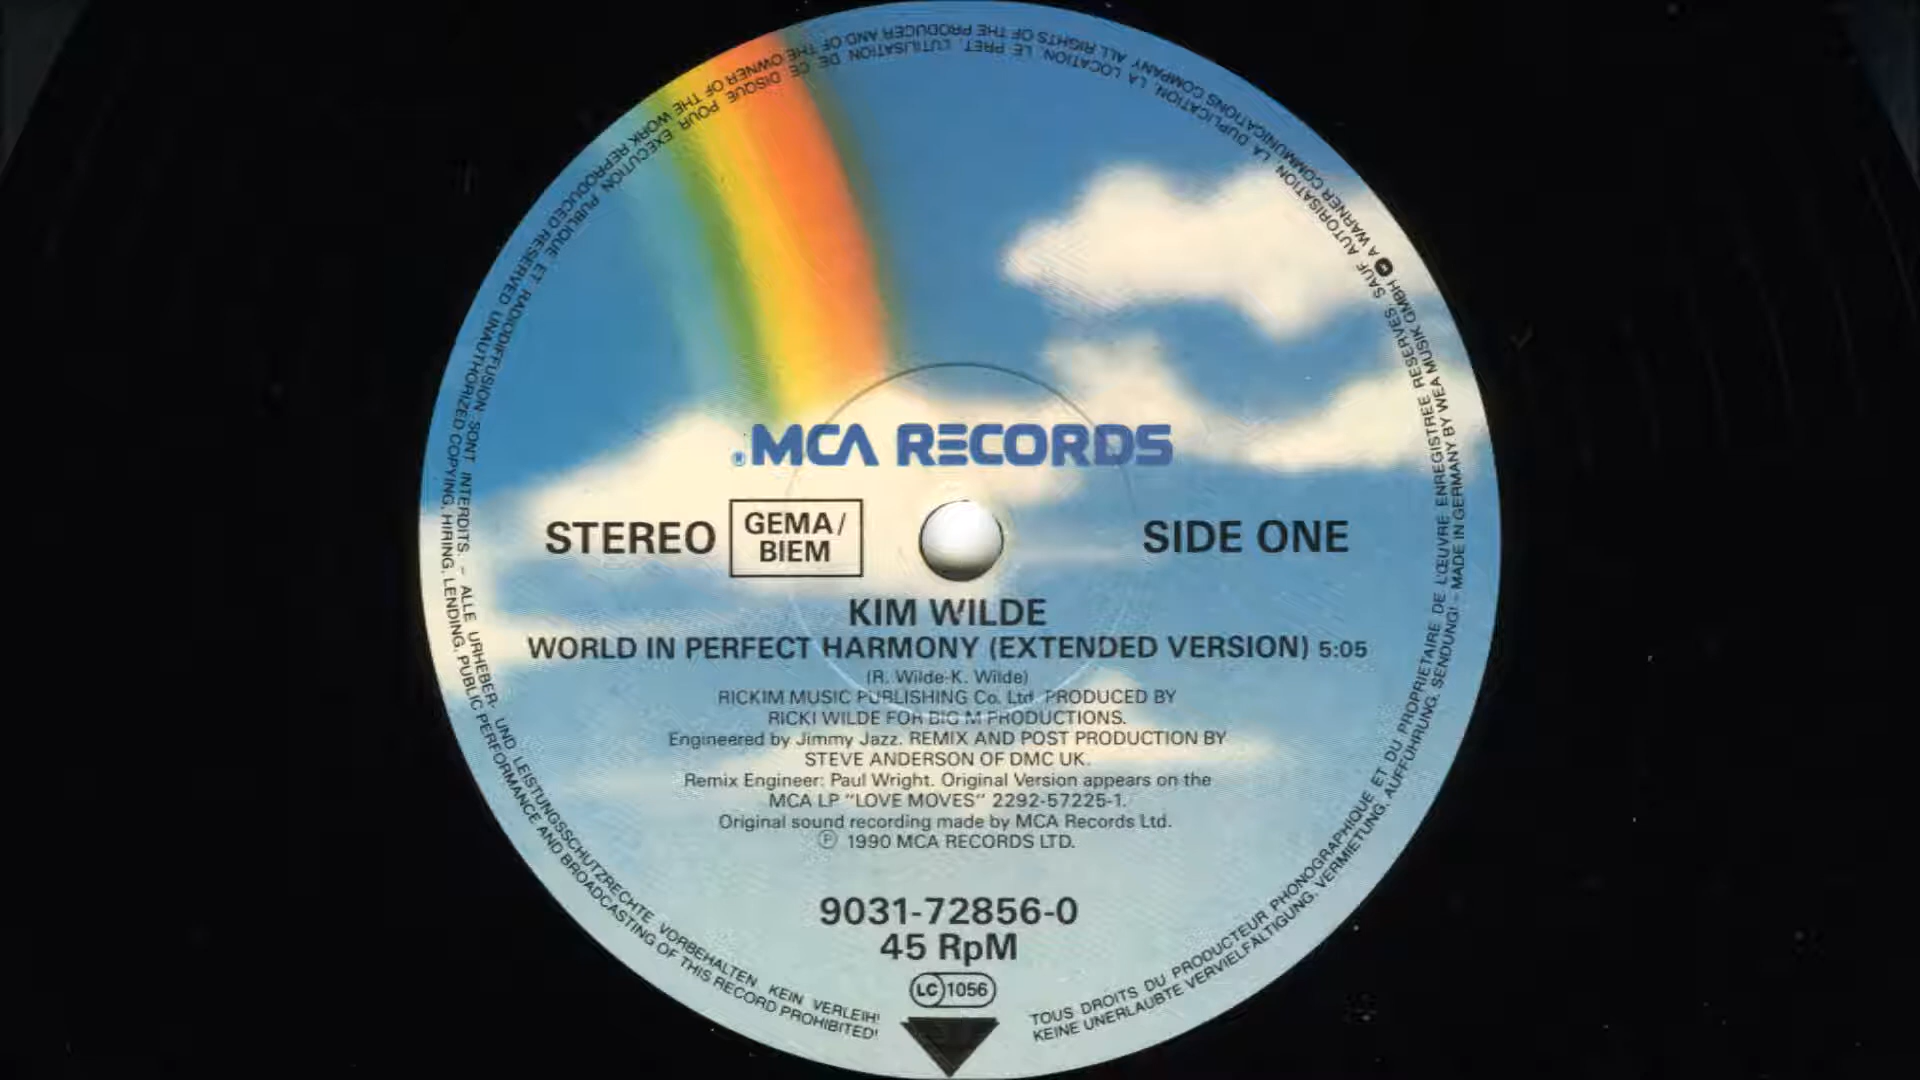 ® MCA RECORDS
STEREO
GEMA/
BIEM
SIDE ONE
KIM WILDE
WORLD IN PERFECT HARMONY (EXTENDED VERSION) 5:05
(R. Wilde-K. Wilde)
RICKIM MUSIC PUBLISHING Co. Ltd. PRODUCED BY
RICKI WILDE FOR BIG M PRODUCTIONS.
Engineered by Jimmy Jazz. REMIX AND POST PRODUCTION BY
STEVE ANDERSON OF DMC UK.
Remix Engineer: Paul Wright. Original Version appears on the
MCA LP "LOVE MOVES" 2292-57225-1.
Original sound recording made by MCA Records Ltd.
Ⓟ 1990 MCA RECORDS LTD.
9031-72856-0
45 RpM
LC 1056
TOUS DROITS DU PRODUCTEUR PHONOGRAPHIQUE ET DU PROPRIETAIRE DE L'ŒUVRE ENREGISTREE RESERVES. SAUF AUTORISATION, LA DUPLICATION, LA LOCATION, LE PRET, L'UTILISATION DE CE DISQUE POUR EXECUTION PUBLIQUE ET RADIODIFFUSION SONT INTERDITS. – ALLE URHEBER- UND LEISTUNGSSCHUTZRECHTE VORBEHALTEN. KEIN VERLEIH!
KEINE UNERLAUBTE VERVIELFÄLTIGUNG, VERMIETUNG, AUFFÜHRUNG, SENDUNG! – MADE IN GERMANY BY WEA MUSIK GMBH A WARNER COMMUNICATIONS COMPANY ALL RIGHTS OF THE PRODUCER AND OF THE OWNER OF THE WORK REPRODUCED RESERVED UNAUTHORIZED COPYING, HIRING, LENDING, PUBLIC PERFORMANCE AND BROADCASTING OF THIS RECORD PROHIBITED!